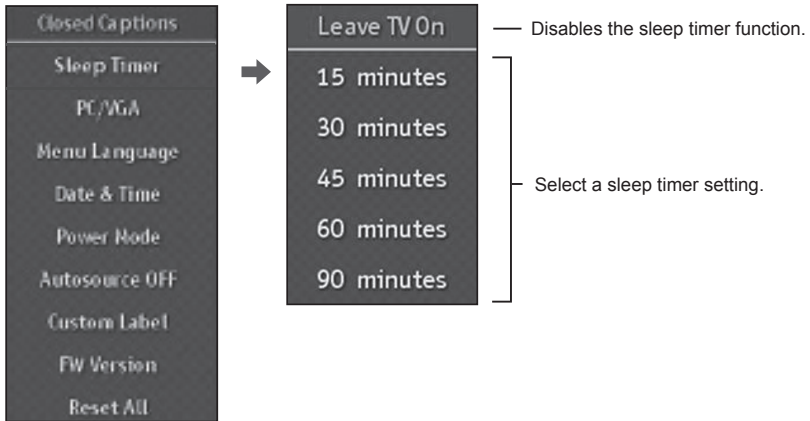 Closed Captions
Sleep Timer
PC/VGA
Menu Language
Date & Time
Power Mode
Autosource OFF
Custom Label
FW Version
Reset All
Leave TV On
15 minutes
30 minutes
45 minutes
60 minutes
90 minutes
Disables the sleep timer function.
Select a sleep timer setting.